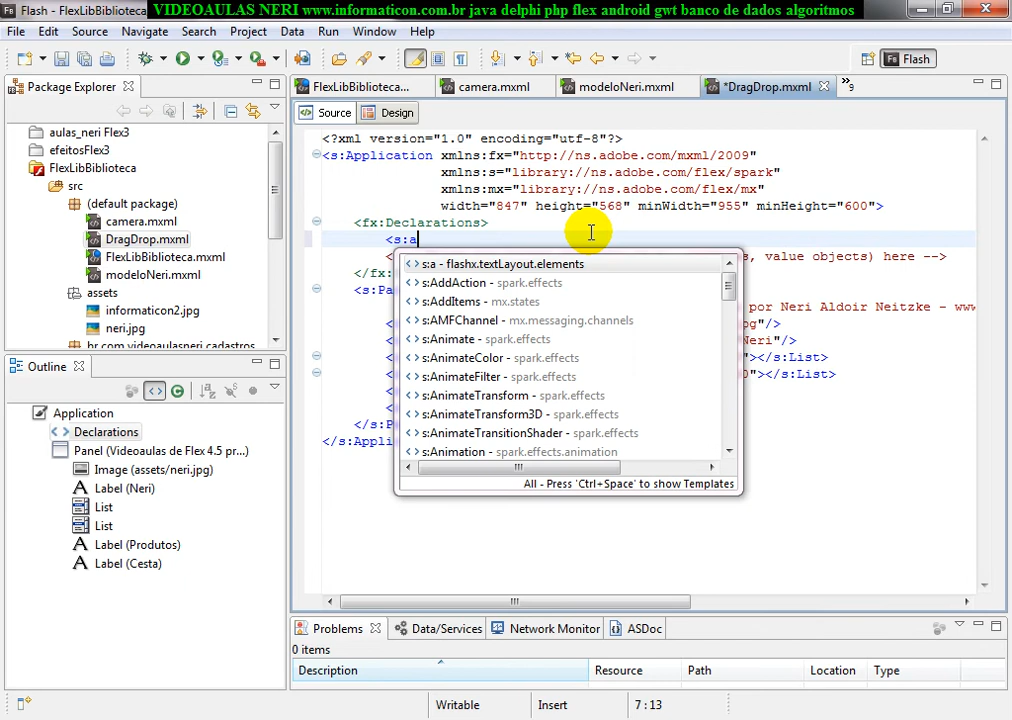 Flash - FlexLibBiblioteca
VIDEOAULAS NERI www.informaticon.com.br java delphi php flex android gwt banco de dados algoritmos
File Edit Source Navigate Search Project Data Run Window Help
Flash
Package Explorer
aulas_neri Flex3
efeitosFlex3
FlexLibBiblioteca
src
(default package)
camera.mxml
DragDrop.mxml
FlexLibBiblioteca.mxml
modeloNeri.mxml
assets
informaticon2.jpg
neri.jpg
br.com.videoaulasneri.cadastros
Outline
Application
Declarations
Panel (Videoaulas de Flex 4.5 pr...)
Image (assets/neri.jpg)
Label (Neri)
List
List
Label (Produtos)
Label (Cesta)
FlexLibBiblioteca... camera.mxml modeloNeri.mxml *DragDrop.mxml »9
Source Design
<?xml version="1.0" encoding="utf-8"?>
<s:Application xmlns:fx="http://ns.adobe.com/mxml/2009"
xmlns:s="library://ns.adobe.com/flex/spark"
xmlns:mx="library://ns.adobe.com/flex/mx"
width="847" height="568" minWidth="955" minHeight="600">
<fx:Declarations>
<s:a
< s, value objects) here -->
</fx:
<s:Pa
por Neri Aldoir Neitzke - www
< pg"/>
< Neri"/>
< "></s:List>
< 0"></s:List>
<
<
</s:P
</s:Appli
s:a - flashx.textLayout.elements
s:AddAction - spark.effects
s:AddItems - mx.states
s:AMFChannel - mx.messaging.channels
s:Animate - spark.effects
s:AnimateColor - spark.effects
s:AnimateFilter - spark.effects
s:AnimateTransform - spark.effects
s:AnimateTransform3D - spark.effects
s:AnimateTransitionShader - spark.effects
s:Animation - spark.effects.animation
All - Press 'Ctrl+Space' to show Templates
Problems Data/Services Network Monitor ASDoc
0 items
Description Resource Path Location Type
Writable Insert 7:13